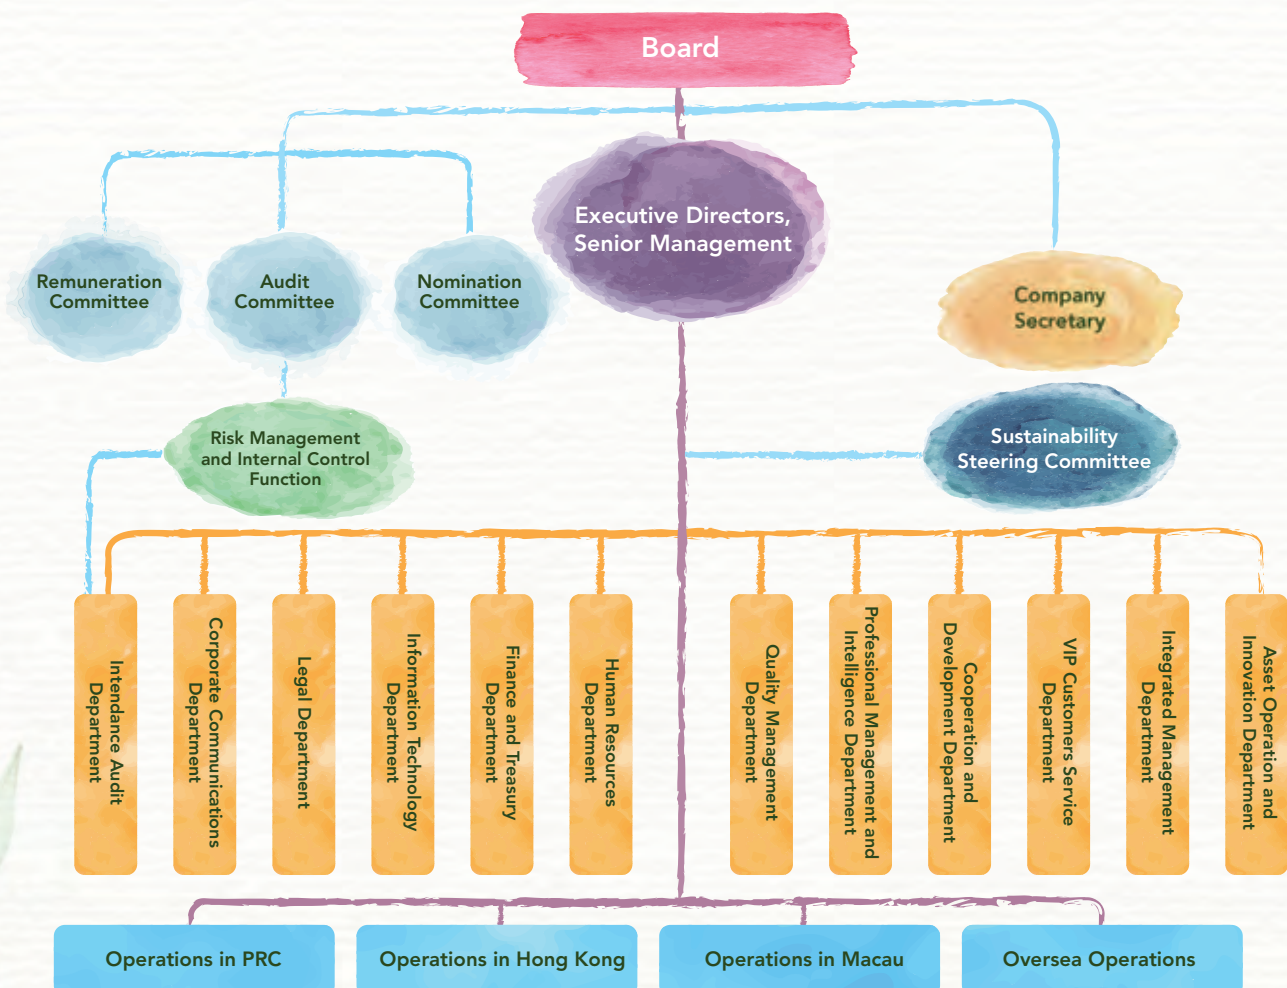 Board
Executive Directors,
Senior Management
Remuneration
Committee
Audit
Committee
Nomination
Committee
Company
Secretary
Risk Management
and Internal Control
Function
Sustainability
Steering Committee
Intendance Audit
Department
Corporate Communications
Department
Legal Department
Information Technology
Department
Finance and Treasury
Department
Human Resources
Department
Quality Management
Department
Professional Management and
Intelligence Department
Cooperation and
Development Department
VIP Customers Service
Department
Integrated Management
Department
Asset Operation and
Innovation Department
Operations in PRC
Operations in Hong Kong
Operations in Macau
Oversea Operations